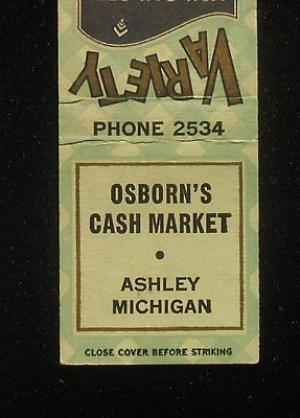 VARIETY
PHONE 2534
OSBORN'S
CASH MARKET
•
ASHLEY
MICHIGAN
CLOSE COVER BEFORE STRIKING